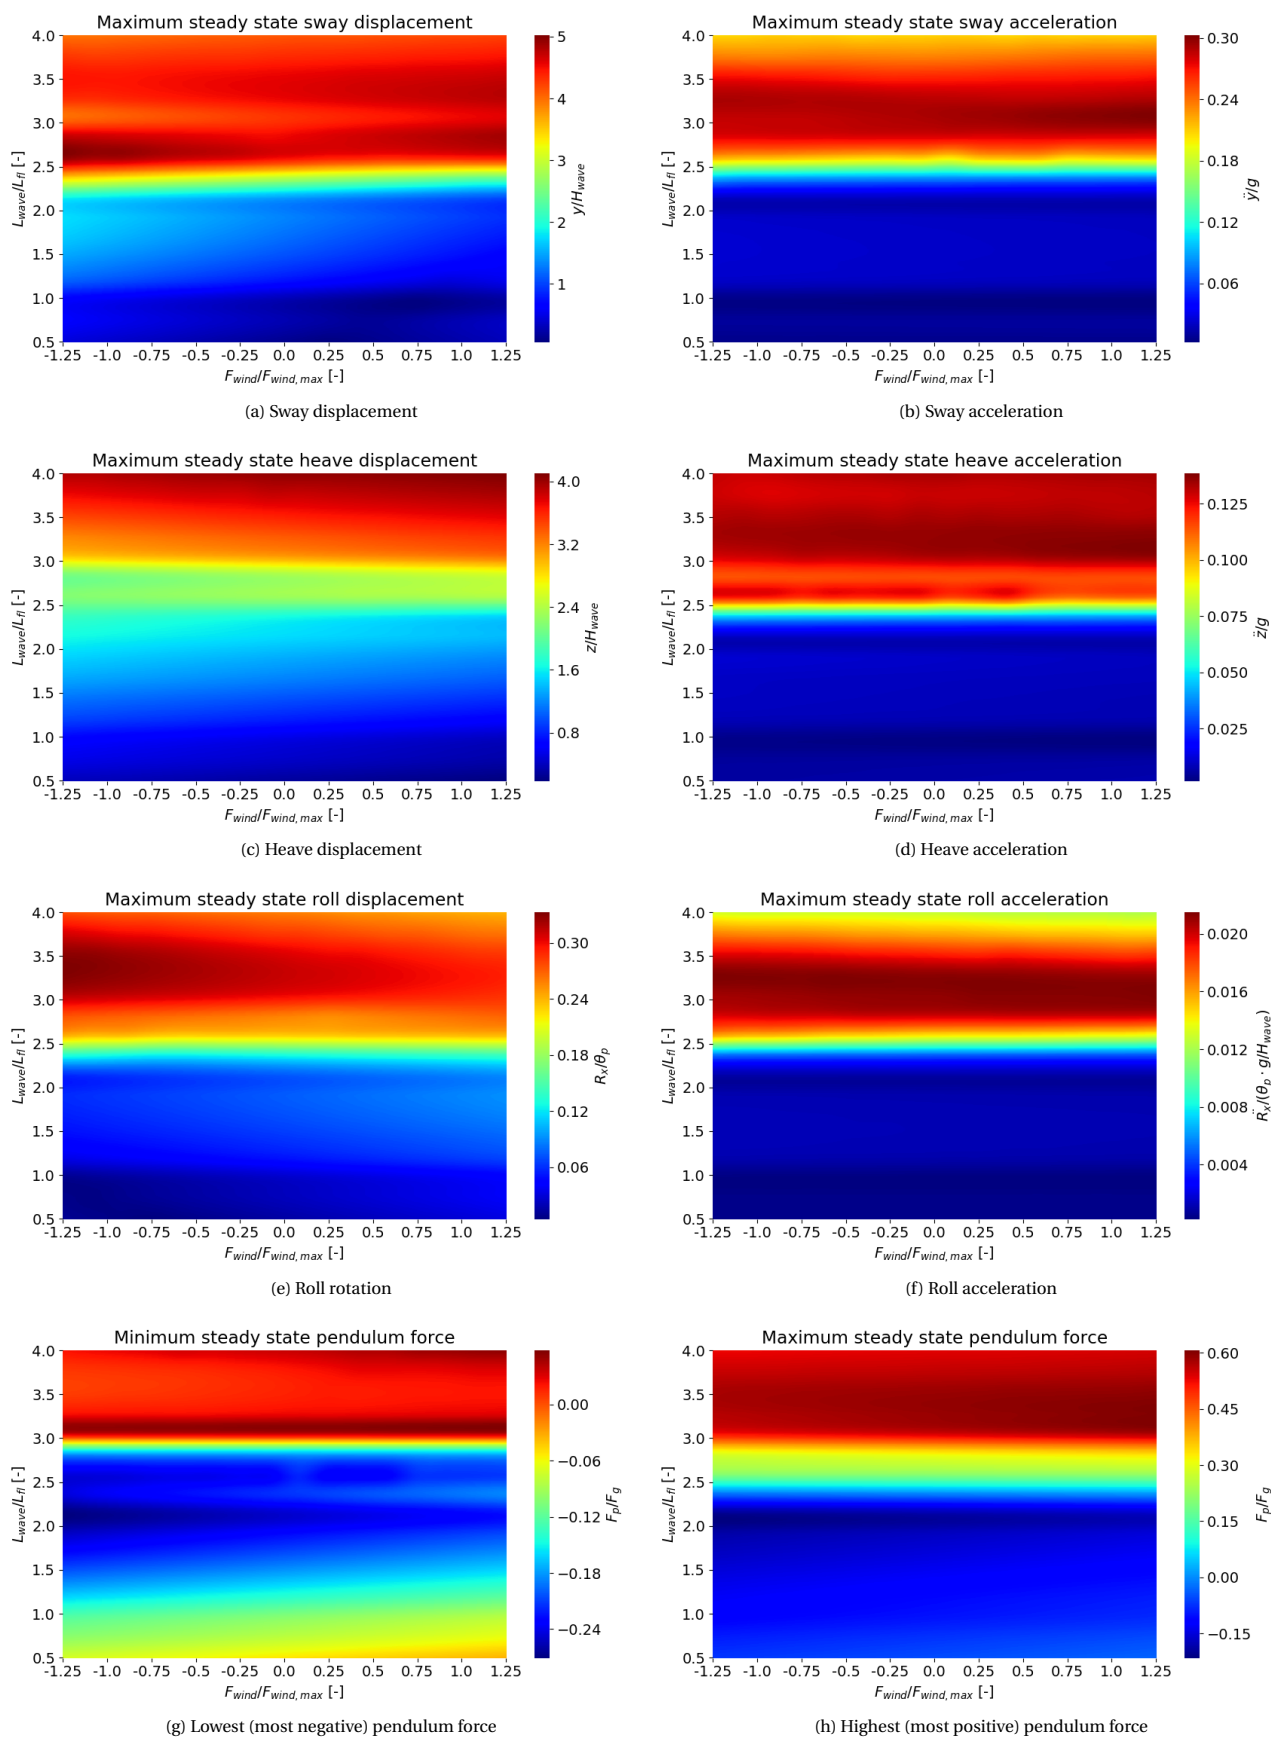 Maximum steady state sway displacement
4.0
3.5
3.0
2.5
2.0
1.5
1.0
0.5
L_wave/L_fl [-]
-1.25 -1.0 -0.75 -0.5 -0.25 0.0 0.25 0.5 0.75 1.0 1.25
F_wind/F_wind, max [-]
5
4
3
2
1
y/H_wave
(a) Sway displacement
Maximum steady state sway acceleration
4.0
3.5
3.0
2.5
2.0
1.5
1.0
0.5
L_wave/L_fl [-]
-1.25 -1.0 -0.75 -0.5 -0.25 0.0 0.25 0.5 0.75 1.0 1.25
F_wind/F_wind, max [-]
0.30
0.24
0.18
0.12
0.06
ÿ/g
(b) Sway acceleration
Maximum steady state heave displacement
4.0
3.5
3.0
2.5
2.0
1.5
1.0
0.5
L_wave/L_fl [-]
-1.25 -1.0 -0.75 -0.5 -0.25 0.0 0.25 0.5 0.75 1.0 1.25
F_wind/F_wind, max [-]
4.0
3.2
2.4
1.6
0.8
z/H_wave
(c) Heave displacement
Maximum steady state heave acceleration
4.0
3.5
3.0
2.5
2.0
1.5
1.0
0.5
L_wave/L_fl [-]
-1.25 -1.0 -0.75 -0.5 -0.25 0.0 0.25 0.5 0.75 1.0 1.25
F_wind/F_wind, max [-]
0.125
0.100
0.075
0.050
0.025
z̈/g
(d) Heave acceleration
Maximum steady state roll displacement
4.0
3.5
3.0
2.5
2.0
1.5
1.0
0.5
L_wave/L_fl [-]
-1.25 -1.0 -0.75 -0.5 -0.25 0.0 0.25 0.5 0.75 1.0 1.25
F_wind/F_wind, max [-]
0.30
0.24
0.18
0.12
0.06
R_x/θ_p
(e) Roll rotation
Maximum steady state roll acceleration
4.0
3.5
3.0
2.5
2.0
1.5
1.0
0.5
L_wave/L_fl [-]
-1.25 -1.0 -0.75 -0.5 -0.25 0.0 0.25 0.5 0.75 1.0 1.25
F_wind/F_wind, max [-]
0.020
0.016
0.012
0.008
0.004
R̈_x/(θ_p · g/H_wave)
(f) Roll acceleration
Minimum steady state pendulum force
4.0
3.5
3.0
2.5
2.0
1.5
1.0
0.5
L_wave/L_fl [-]
-1.25 -1.0 -0.75 -0.5 -0.25 0.0 0.25 0.5 0.75 1.0 1.25
F_wind/F_wind, max [-]
0.00
−0.06
−0.12
−0.18
−0.24
F_p/F_g
(g) Lowest (most negative) pendulum force
Maximum steady state pendulum force
4.0
3.5
3.0
2.5
2.0
1.5
1.0
0.5
L_wave/L_fl [-]
-1.25 -1.0 -0.75 -0.5 -0.25 0.0 0.25 0.5 0.75 1.0 1.25
F_wind/F_wind, max [-]
0.60
0.45
0.30
0.15
0.00
−0.15
F_p/F_g
(h) Highest (most positive) pendulum force